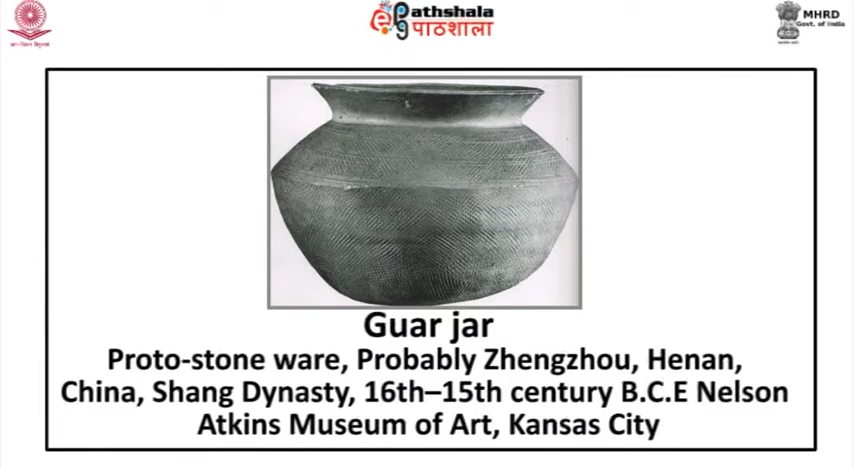 ePathshala
पाठशाला
MHRD
Govt. of India
Guar jar
Proto-stone ware, Probably Zhengzhou, Henan,
China, Shang Dynasty, 16th–15th century B.C.E Nelson
Atkins Museum of Art, Kansas City